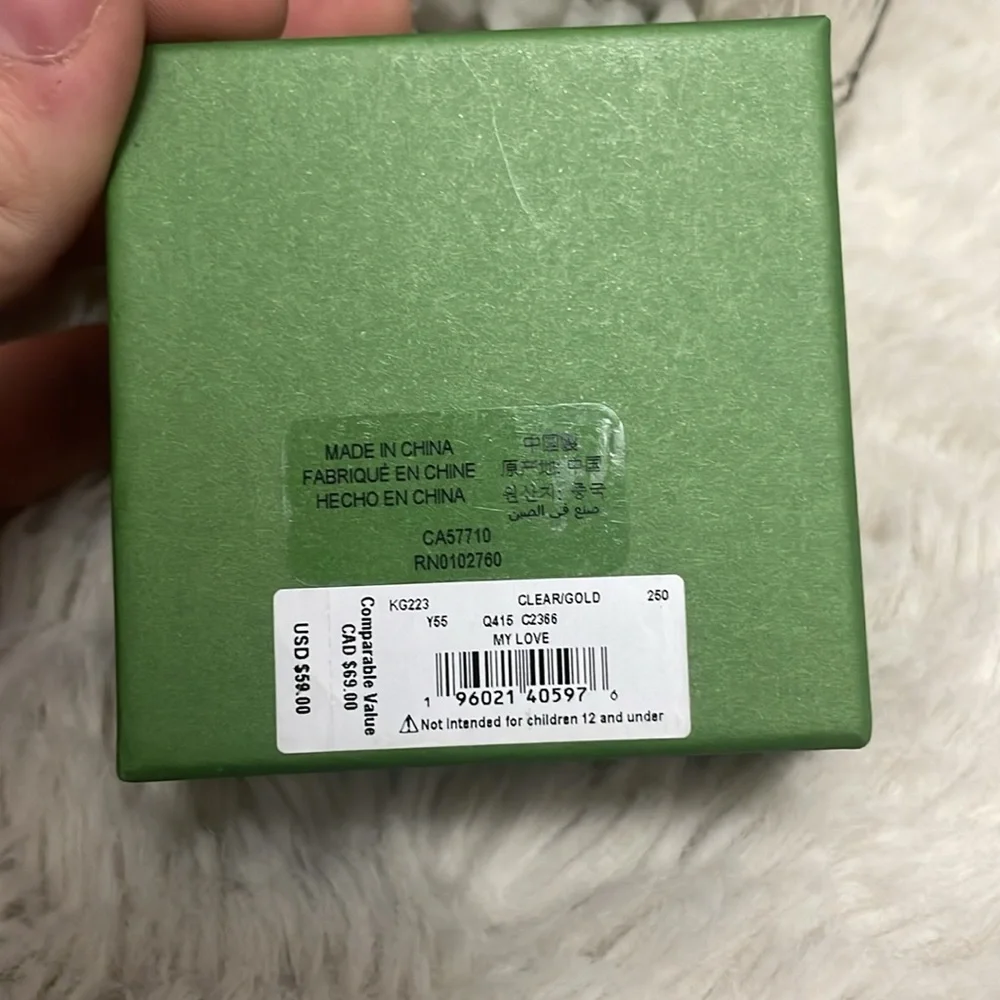 MADE IN CHINA
FABRIQUÉ EN CHINE
HECHO EN CHINA
中国製
原产地: 中国
원산지: 중국
صنع في الصين
CA57710
RN0102760
KG223 CLEAR/GOLD 250
Y55 Q415 C2366
MY LOVE
1 96021 40597 6
⚠Not Intended for children 12 and under
Comparable Value
CAD $69.00
USD $59.00